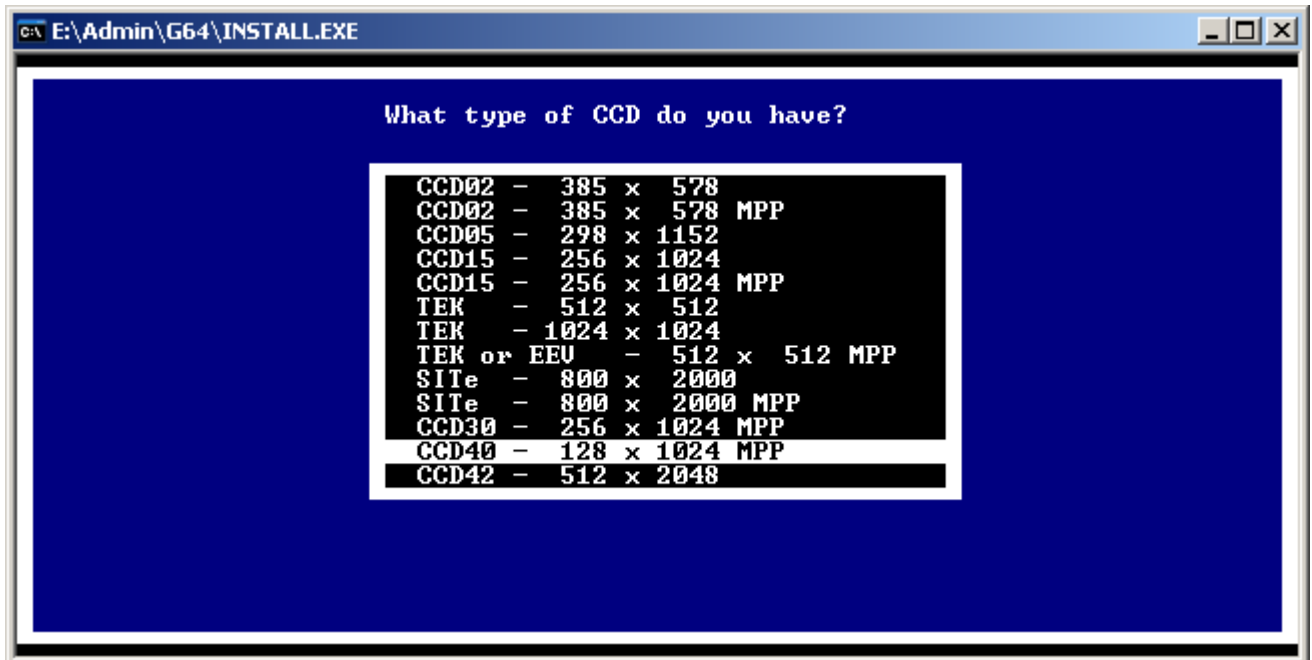 E:\Admin\G64\INSTALL.EXE
What type of CCD do you have?
CCD02 -  385 x  578
CCD02 -  385 x  578 MPP
CCD05 -  298 x 1152
CCD15 -  256 x 1024
CCD15 -  256 x 1024 MPP
TEK   -  512 x  512
TEK   - 1024 x 1024
TEK or EEV   -  512 x  512 MPP
SITe  -  800 x  2000
SITe  -  800 x  2000 MPP
CCD30 -  256 x 1024 MPP
CCD40 -  128 x 1024 MPP
CCD42 -  512 x 2048